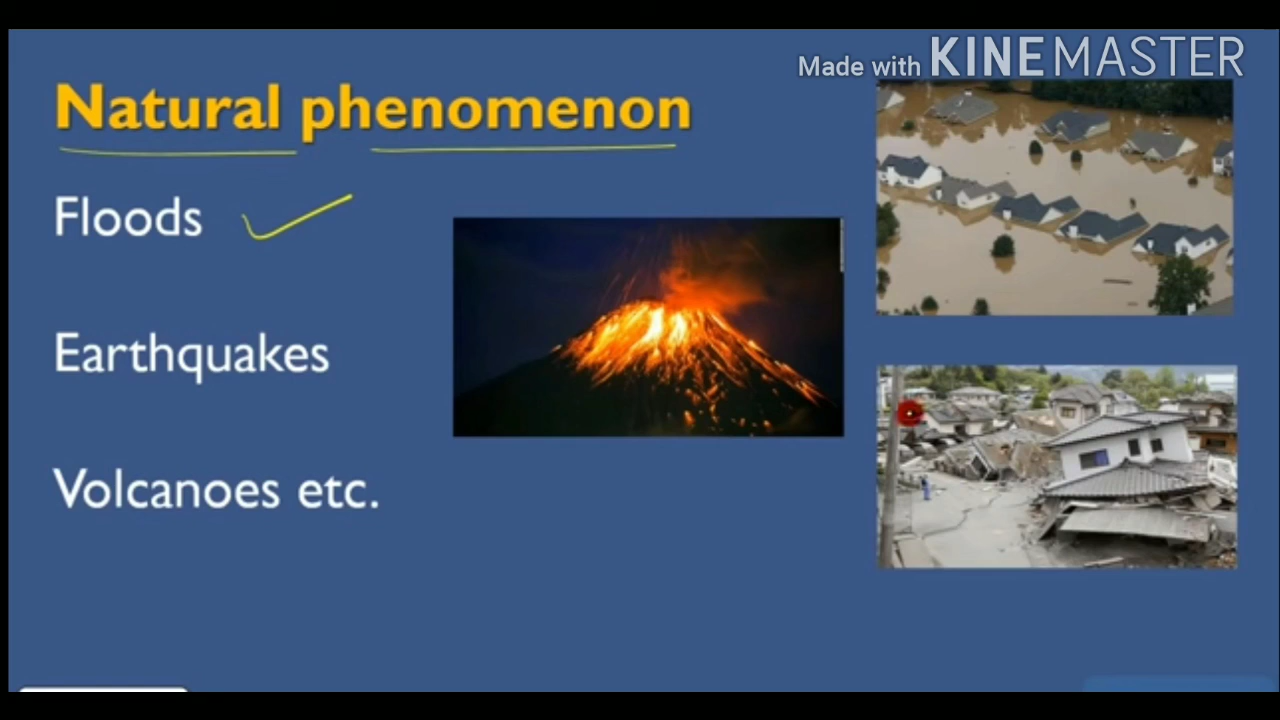 Made with KINEMASTER
Natural phenomenon
Floods
Earthquakes
Volcanoes etc.